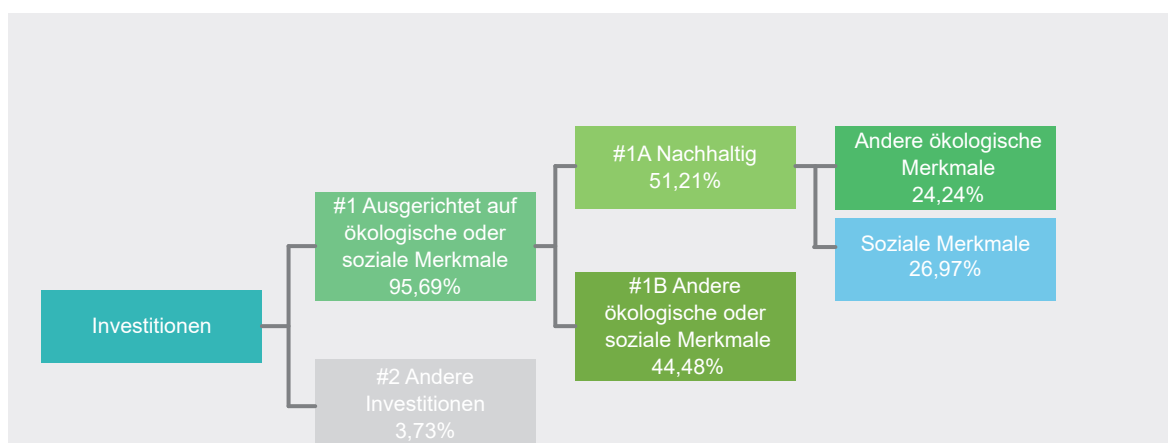 Investitionen
#1 Ausgerichtet auf
ökologische oder
soziale Merkmale
95,69%
#2 Andere
Investitionen
3,73%
#1A Nachhaltig
51,21%
#1B Andere
ökologische oder
soziale Merkmale
44,48%
Andere ökologische
Merkmale
24,24%
Soziale Merkmale
26,97%